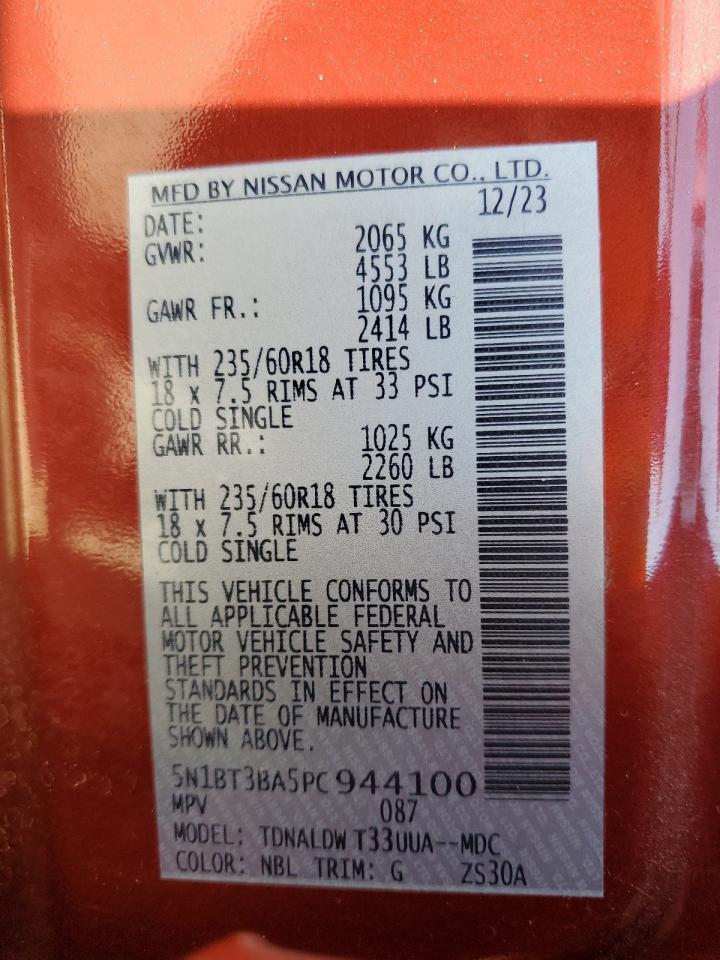 MFD BY NISSAN MOTOR CO., LTD.
DATE: 12/23
GVWR: 2065 KG
4553 LB
GAWR FR.: 1095 KG
2414 LB
WITH 235/60R18 TIRES
18 x 7.5 RIMS AT 33 PSI
COLD SINGLE
GAWR RR.: 1025 KG
2260 LB
WITH 235/60R18 TIRES
18 x 7.5 RIMS AT 30 PSI
COLD SINGLE
THIS VEHICLE CONFORMS TO
ALL APPLICABLE FEDERAL
MOTOR VEHICLE SAFETY AND
THEFT PREVENTION
STANDARDS IN EFFECT ON
THE DATE OF MANUFACTURE
SHOWN ABOVE.
5N1BT3BA5PC944100
MPV 087
MODEL: TDNALDW T33UUA--MDC
COLOR: NBL TRIM: G ZS30A